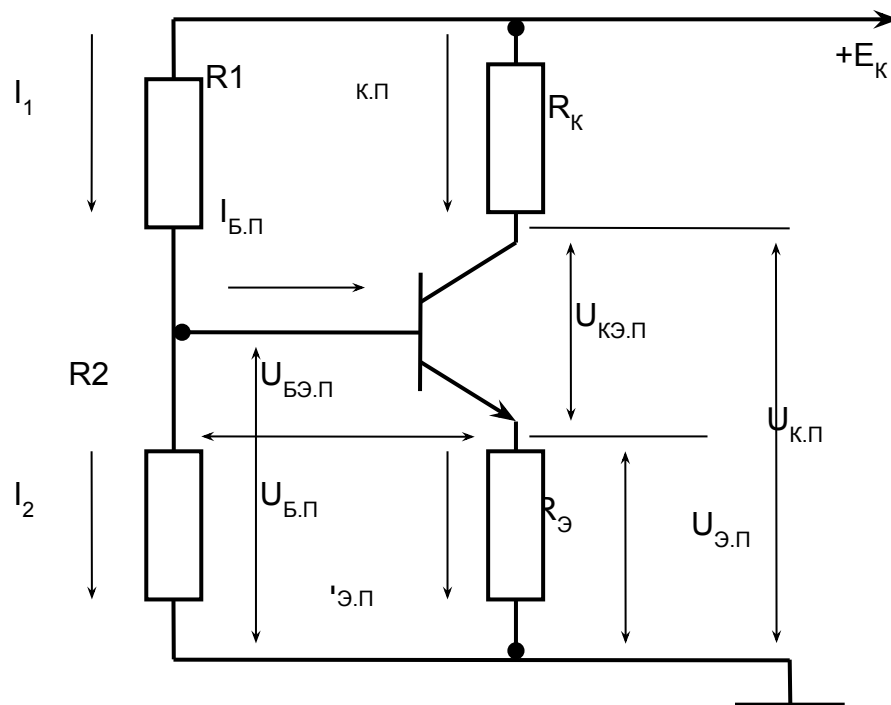 R1
+E К
I 1
К.П
R К
I Б.П
U КЭ.П
R2
U БЭ.П
U К.П
I 2
U Б.П
R Э
U Э.П
Э.П